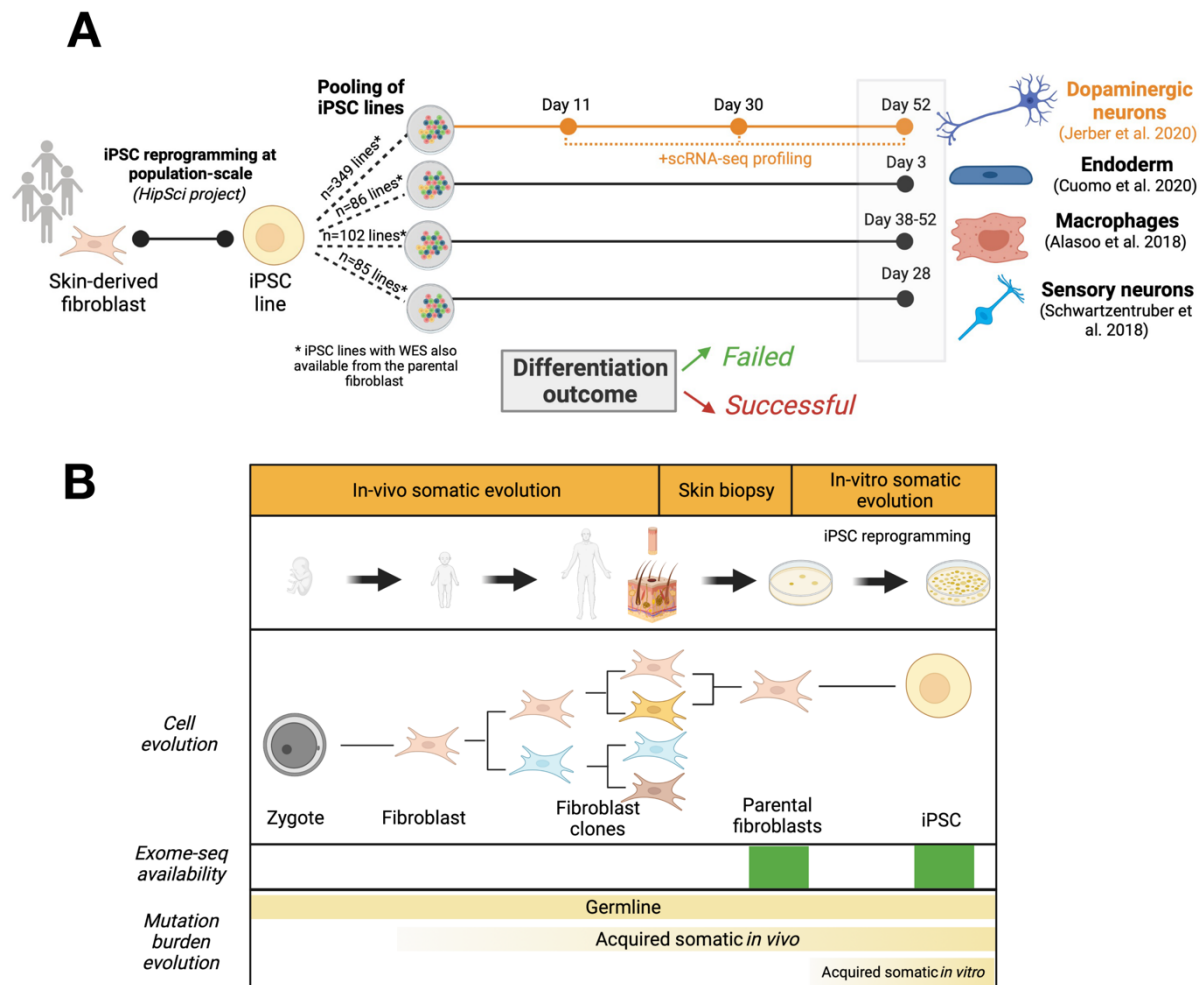 A
Pooling of
iPSC lines
iPSC reprogramming at
population-scale
(HipSci project)
Skin-derived
fibroblast
iPSC
line
n=349 lines*
n=86 lines*
n=102 lines*
n=85 lines*
* iPSC lines with WES also
available from the parental
fibroblast
Day 11
Day 30
Day 52
+scRNA-seq profiling
Day 3
Day 38-52
Day 28
Dopaminergic
neurons
(Jerber et al. 2020)
Endoderm
(Cuomo et al. 2020)
Macrophages
(Alasoo et al. 2018)
Sensory neurons
(Schwartzentruber et
al. 2018)
Differentiation
outcome
Failed
Successful
B
In-vivo somatic evolution
Skin biopsy
In-vitro somatic
evolution
iPSC reprogramming
Cell
evolution
Zygote
Fibroblast
Fibroblast
clones
Parental
fibroblasts
iPSC
Exome-seq
availability
Mutation
burden
evolution
Germline
Acquired somatic in vivo
Acquired somatic in vitro